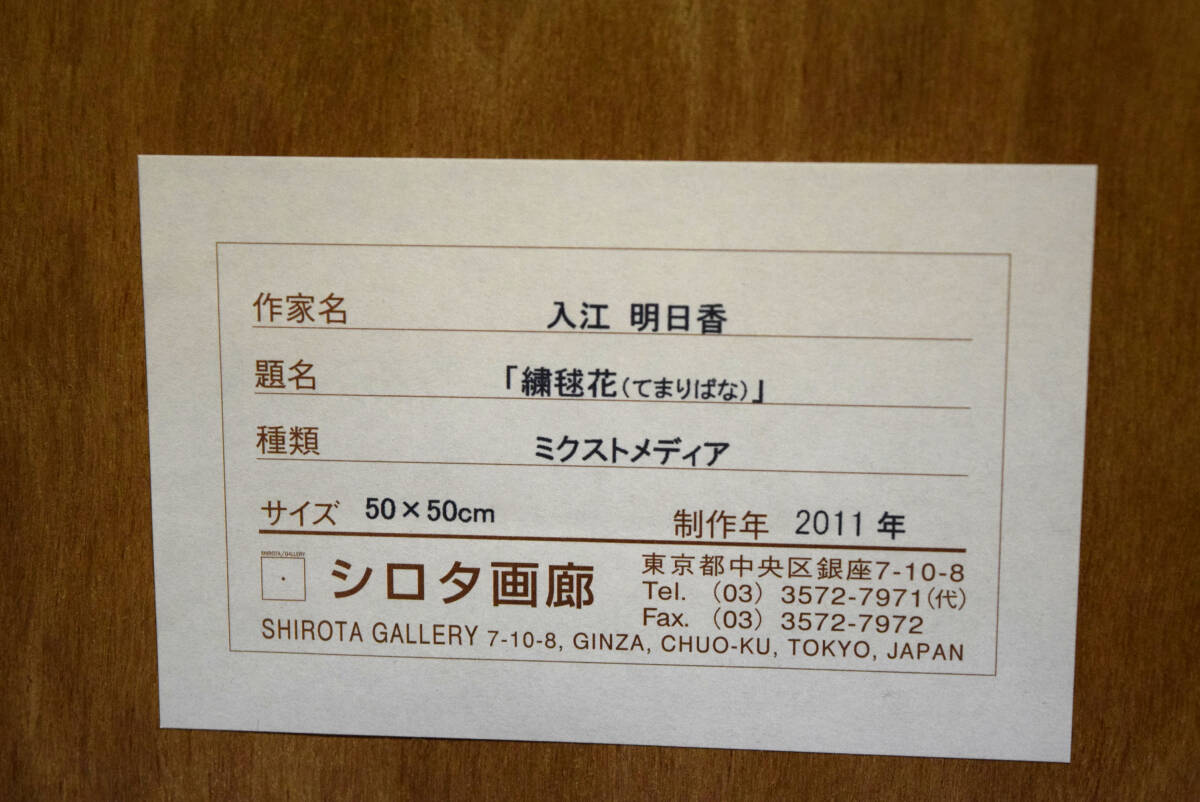 作家名 入江 明日香
題名 「繍毬花(てまりばな)」
種類 ミクストメディア
サイズ 50×50cm 制作年 2011 年
SHIROTA/GALLERY
シロタ画廊
東京都中央区銀座7-10-8
Tel. (03) 3572-7971(代)
Fax. (03) 3572-7972
SHIROTA GALLERY 7-10-8, GINZA, CHUO-KU, TOKYO, JAPAN